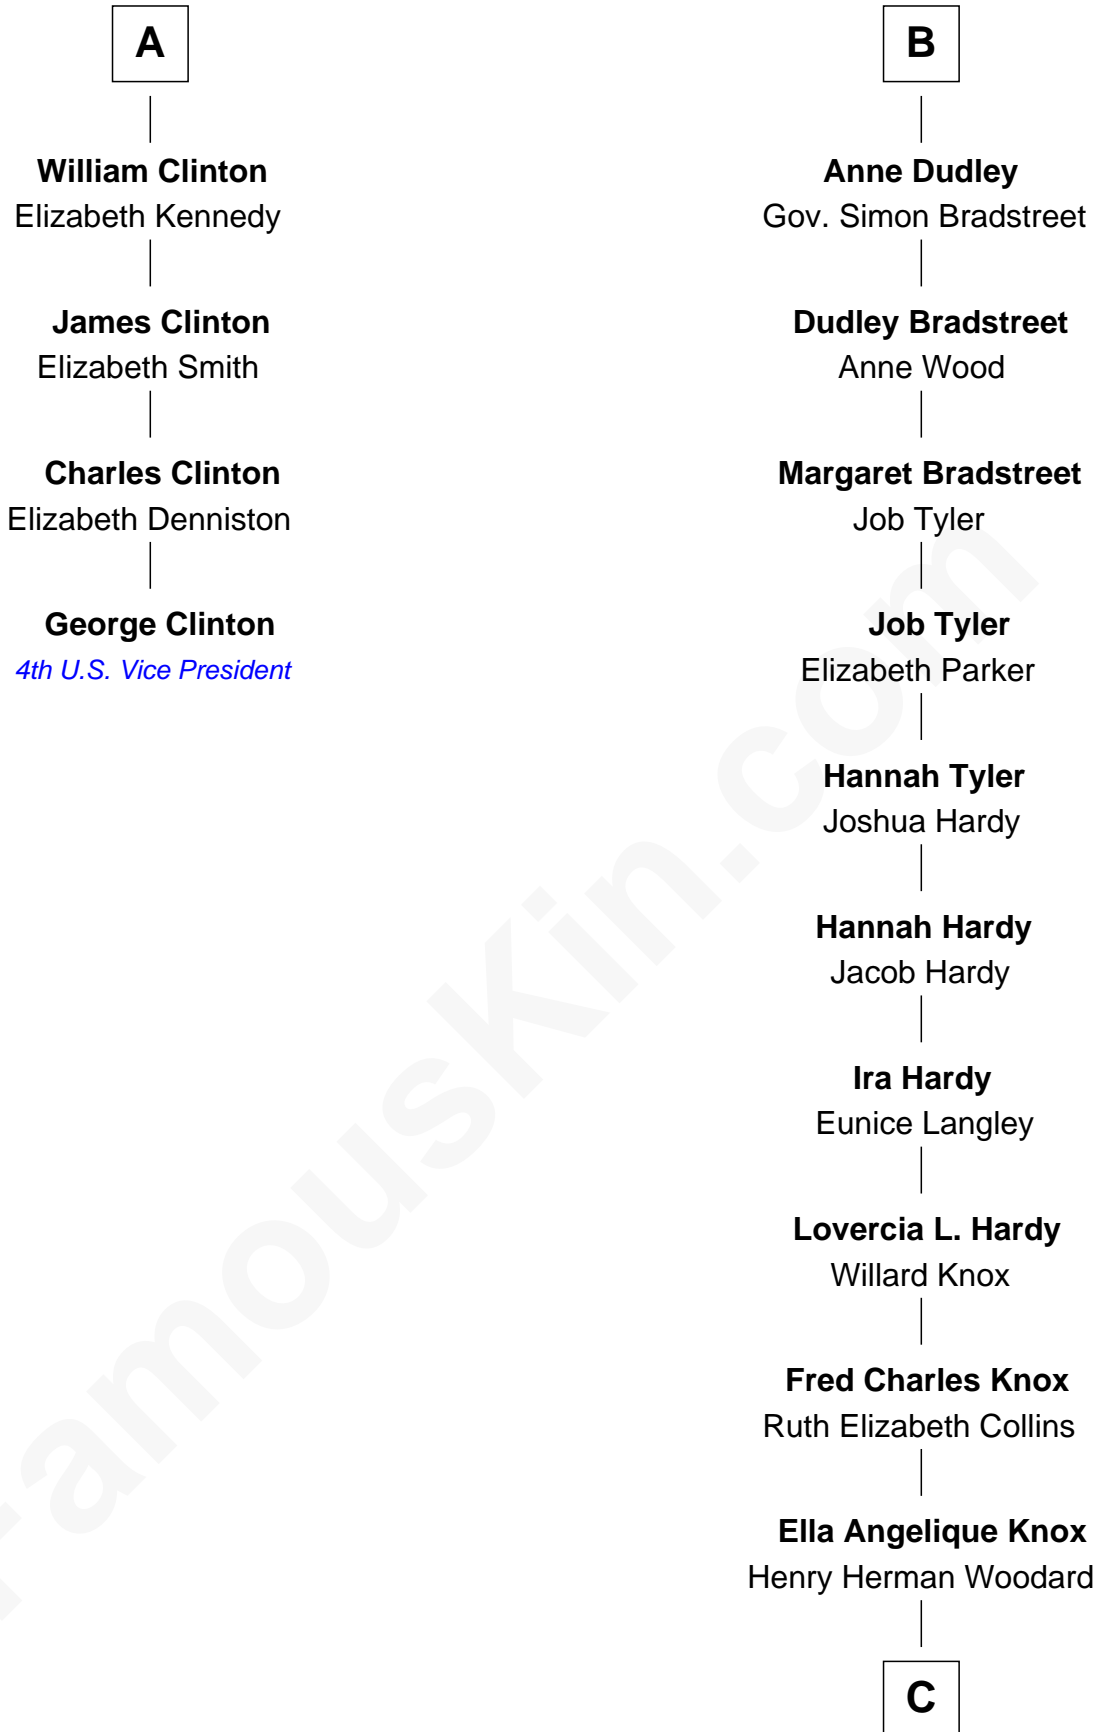 A
William Clinton
Elizabeth Kennedy
James Clinton
Elizabeth Smith
Charles Clinton
Elizabeth Denniston
George Clinton
4th U.S. Vice President
B
Anne Dudley
Gov. Simon Bradstreet
Dudley Bradstreet
Anne Wood
Margaret Bradstreet
Job Tyler
Job Tyler
Elizabeth Parker
Hannah Tyler
Joshua Hardy
Hannah Hardy
Jacob Hardy
Ira Hardy
Eunice Langley
Lovercia L. Hardy
Willard Knox
Fred Charles Knox
Ruth Elizabeth Collins
Ella Angelique Knox
Henry Herman Woodard
C
FamousKin.com